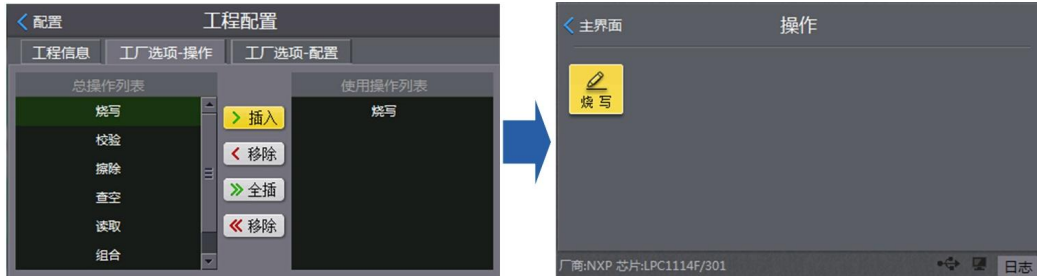 配置
工程配置
工程信息
工厂选项-操作
工厂选项-配置
总操作列表
使用操作列表
烧写
校验
擦除
查空
读取
组合
插入
移除
全插
移除
烧写
主界面
操作
烧写
厂商:NXP 芯片:LPC1114F/301
日志